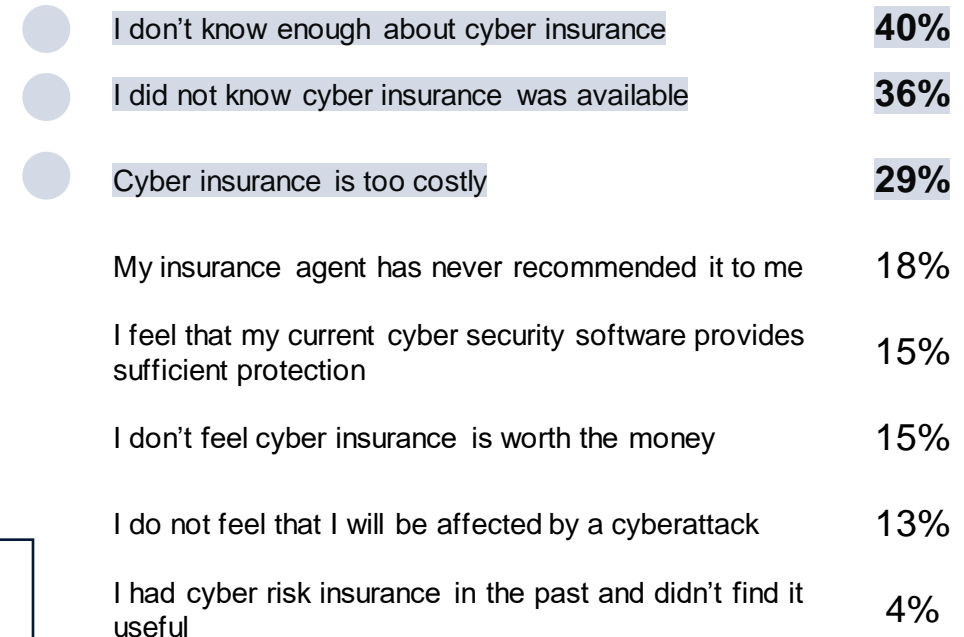 I don’t know enough about cyber insurance 40%
I did not know cyber insurance was available 36%
Cyber insurance is too costly 29%
My insurance agent has never recommended it to me 18%
I feel that my current cyber security software provides
sufficient protection 15%
I don’t feel cyber insurance is worth the money 15%
I do not feel that I will be affected by a cyberattack 13%
I had cyber risk insurance in the past and didn’t find it
useful 4%